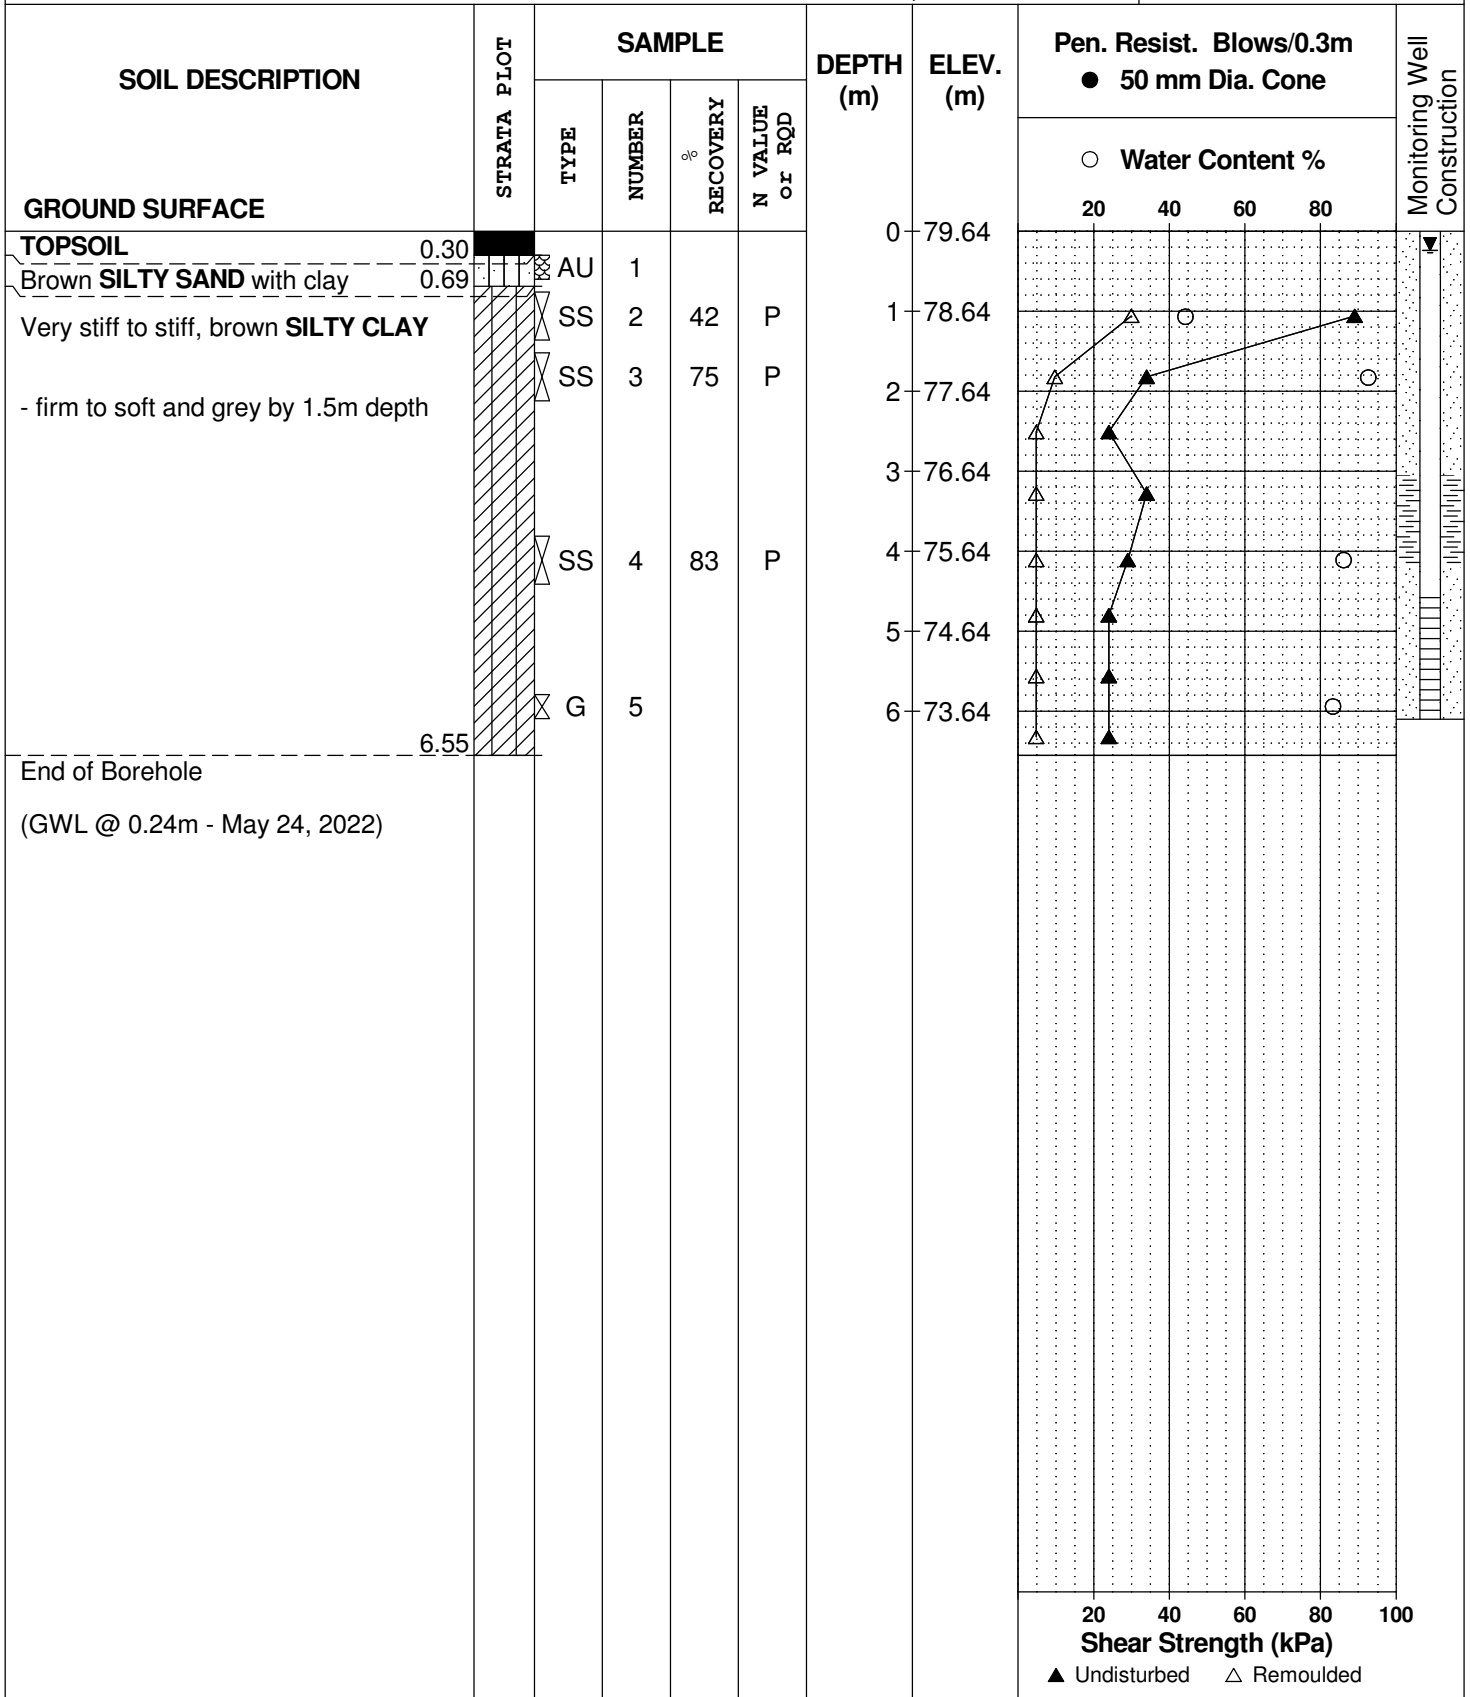 SOIL DESCRIPTION
GROUND SURFACE
STRATA PLOT
SAMPLE
TYPE
NUMBER
% RECOVERY
N VALUE or RQD
DEPTH (m)
ELEV. (m)
Pen. Resist. Blows/0.3m
● 50 mm Dia. Cone
○ Water Content %
20 40 60 80
Monitoring Well Construction
0 79.64
TOPSOIL 0.30
AU 1
Brown SILTY SAND with clay 0.69
1 78.64
SS 2 42 P
Very stiff to stiff, brown SILTY CLAY
SS 3 75 P
2 77.64
- firm to soft and grey by 1.5m depth
3 76.64
4 75.64
SS 4 83 P
5 74.64
G 5
6 73.64
6.55
End of Borehole
(GWL @ 0.24m - May 24, 2022)
20 40 60 80 100
Shear Strength (kPa)
▲ Undisturbed △ Remoulded